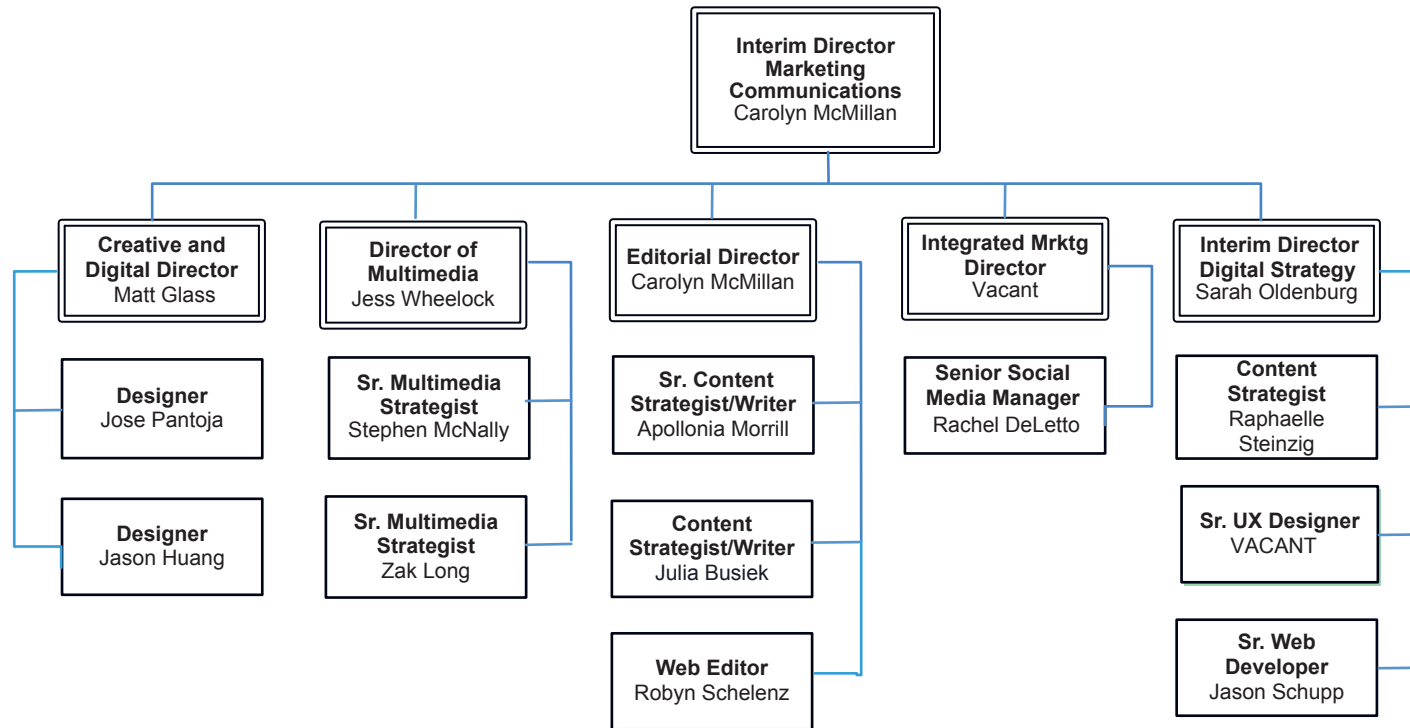 Interim Director
Marketing
Communications
Carolyn McMillan
Creative and
Digital Director
Matt Glass
Director of
Multimedia
Jess Wheelock
Editorial Director
Carolyn McMillan
Integrated Mrktg
Director
Vacant
Interim Director
Digital Strategy
Sarah Oldenburg
Designer
Jose Pantoja
Sr. Multimedia
Strategist
Stephen McNally
Sr. Content
Strategist/Writer
Apollonia Morrill
Senior Social
Media Manager
Rachel DeLetto
Content
Strategist
Raphaelle
Steinzig
Designer
Jason Huang
Sr. Multimedia
Strategist
Zak Long
Content
Strategist/Writer
Julia Busiek
Sr. UX Designer
VACANT
Web Editor
Robyn Schelenz
Sr. Web
Developer
Jason Schupp